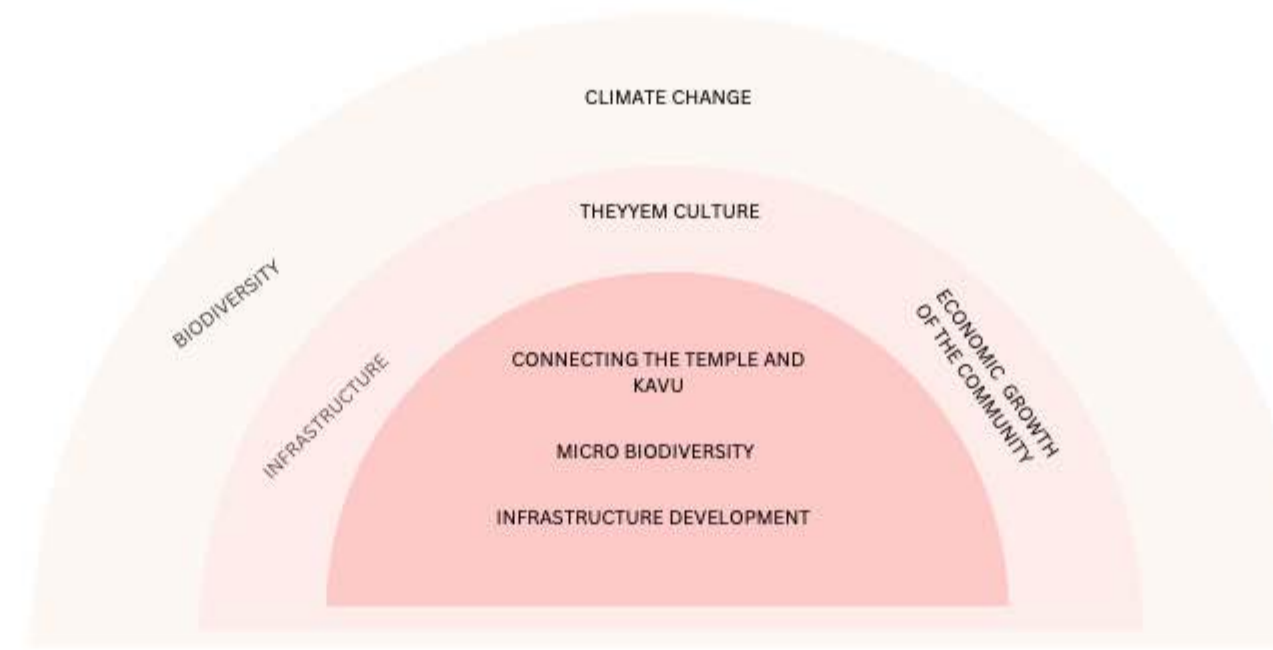 CLIMATE CHANGE
THEYYEM CULTURE
BIODIVERSITY
INFRASTRUCTURE
ECONOMIC GROWTH
OF THE COMMUNITY
CONNECTING THE TEMPLE AND
KAVU
MICRO BIODIVERSITY
INFRASTRUCTURE DEVELOPMENT